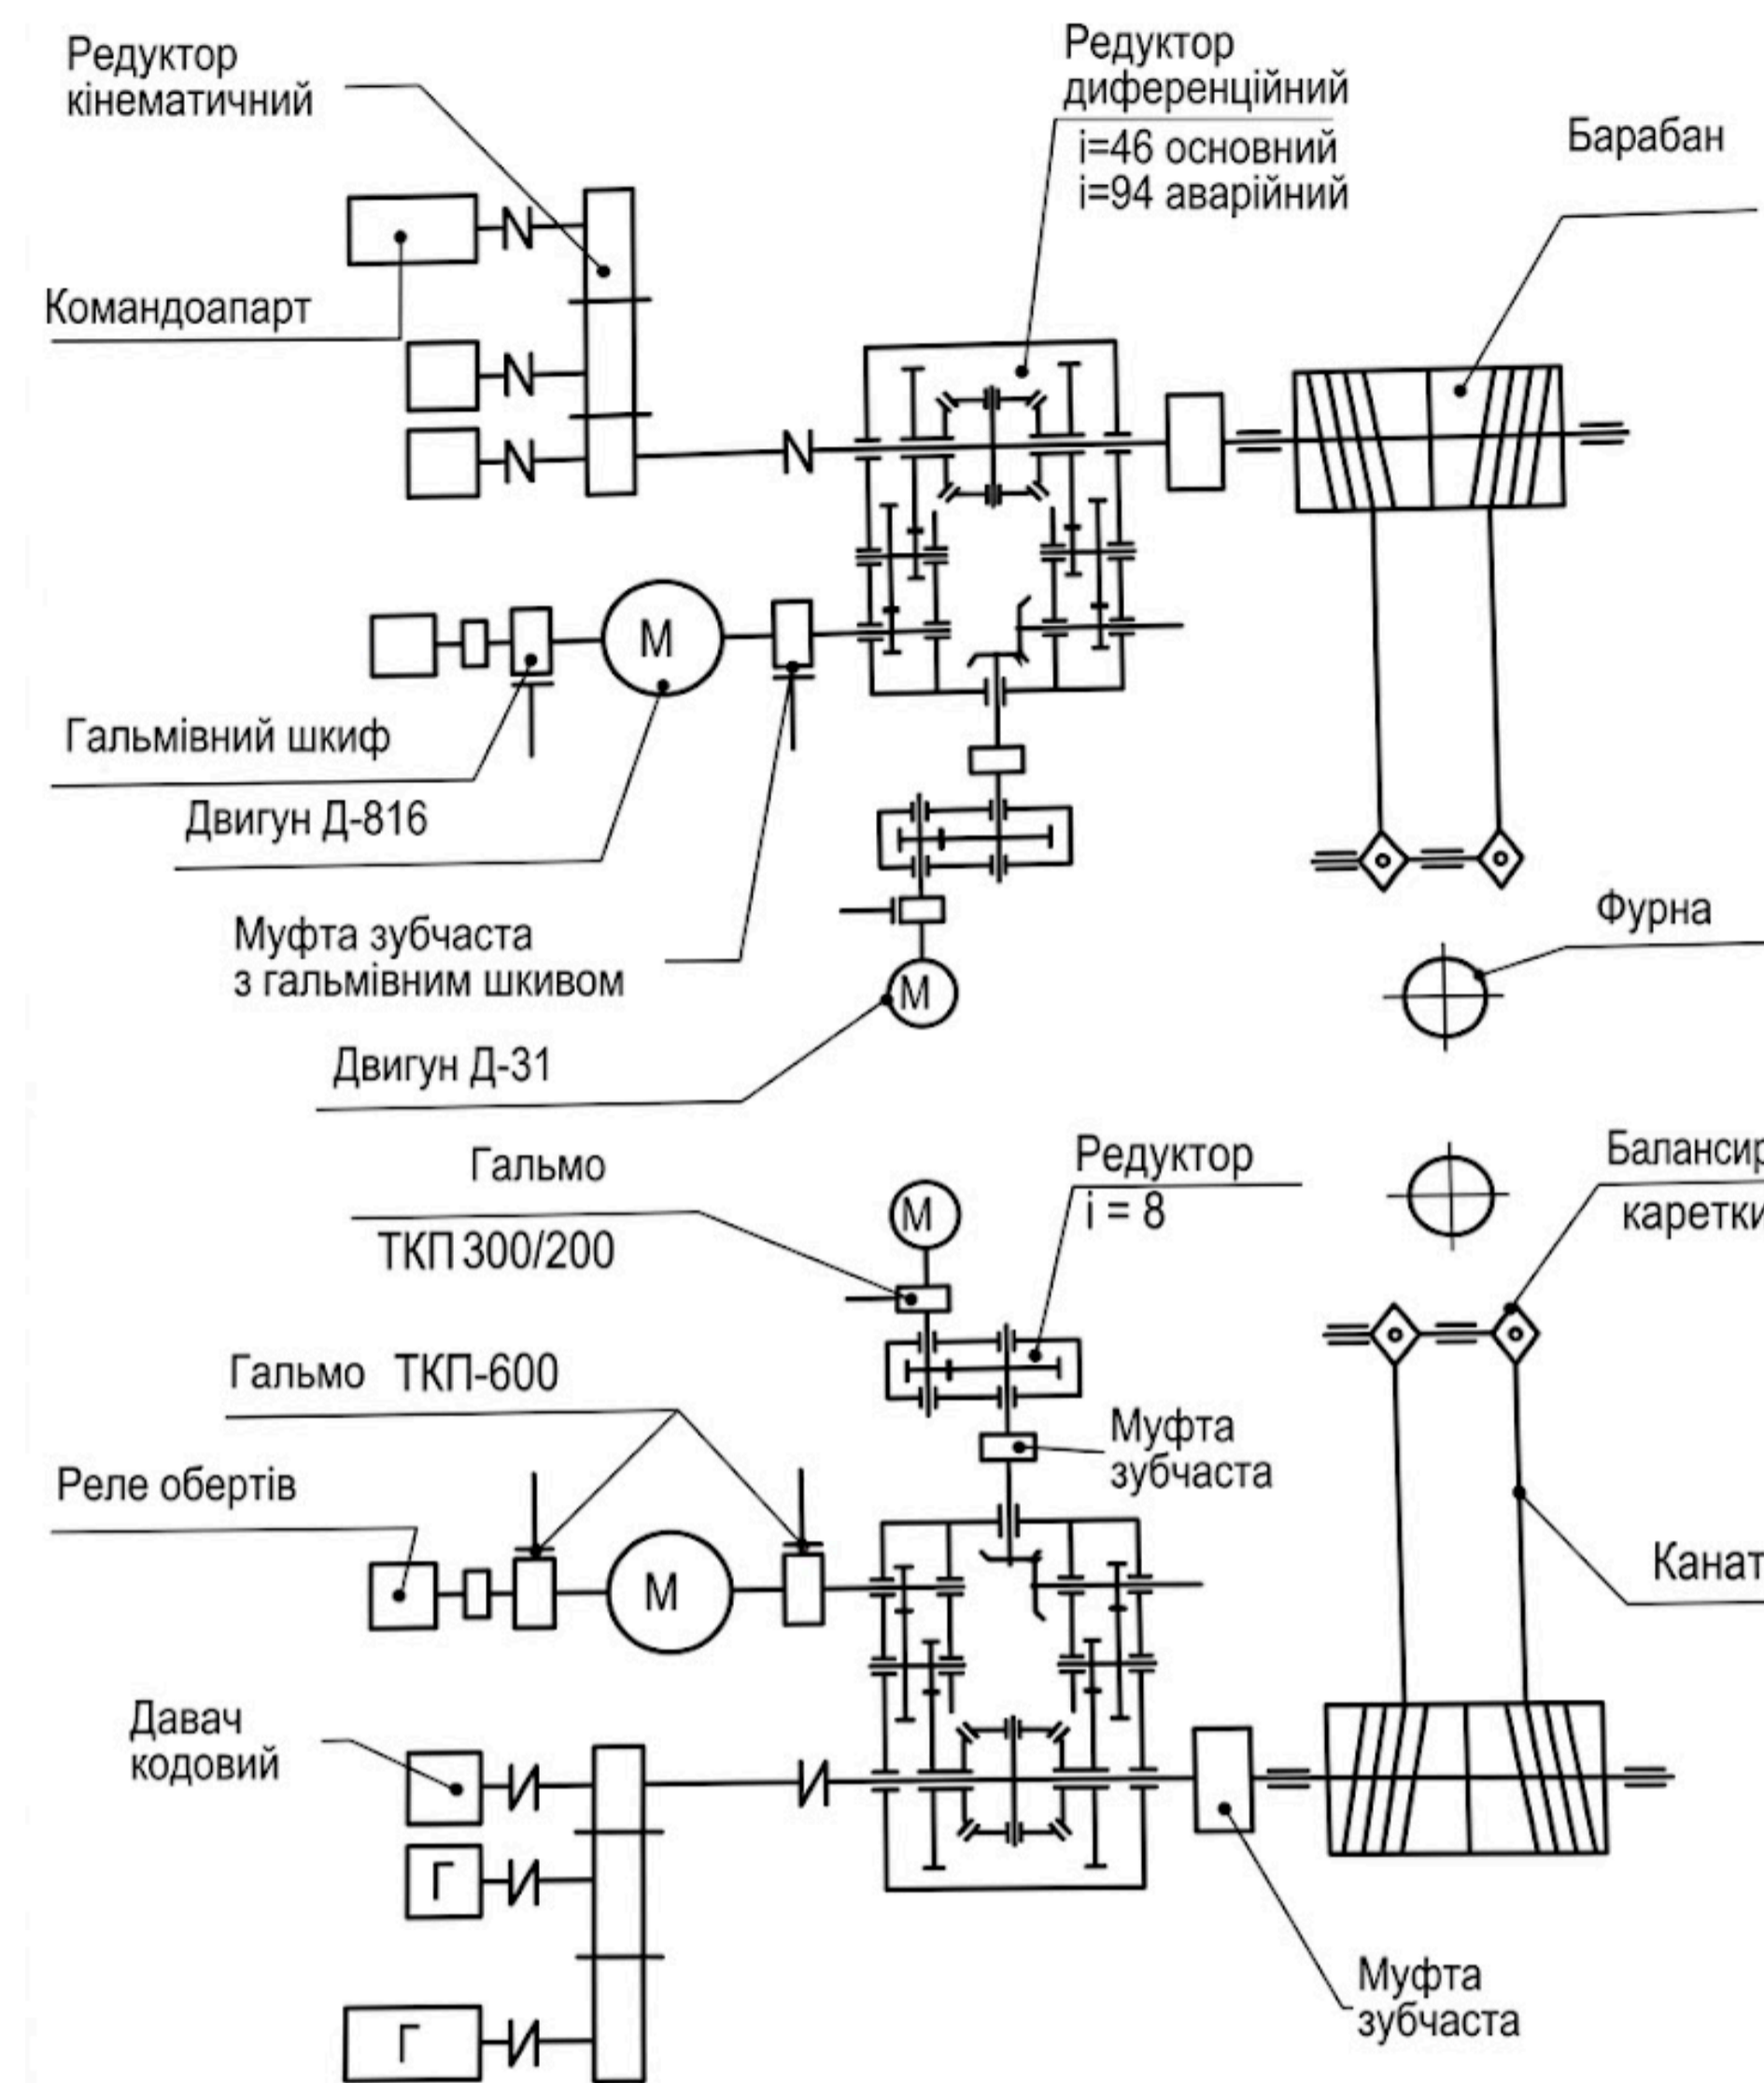 Редуктор
кінематичний
Редуктор
диференційний
i=46 основний
i=94 аварійний
Барабан
Командоапарт
M
Гальмівний шкиф
Двигун Д-816
Муфта зубчаста
з гальмівним шкивом
Фурна
M
Двигун Д-31
Гальмо
ТКП 300/200
M
Редуктор
i = 8
Балансир
каретки
Гальмо ТКП-600
Муфта
зубчаста
Реле обертів
M
Канат
Давач
кодовий
Г
Г
Муфта
зубчаста